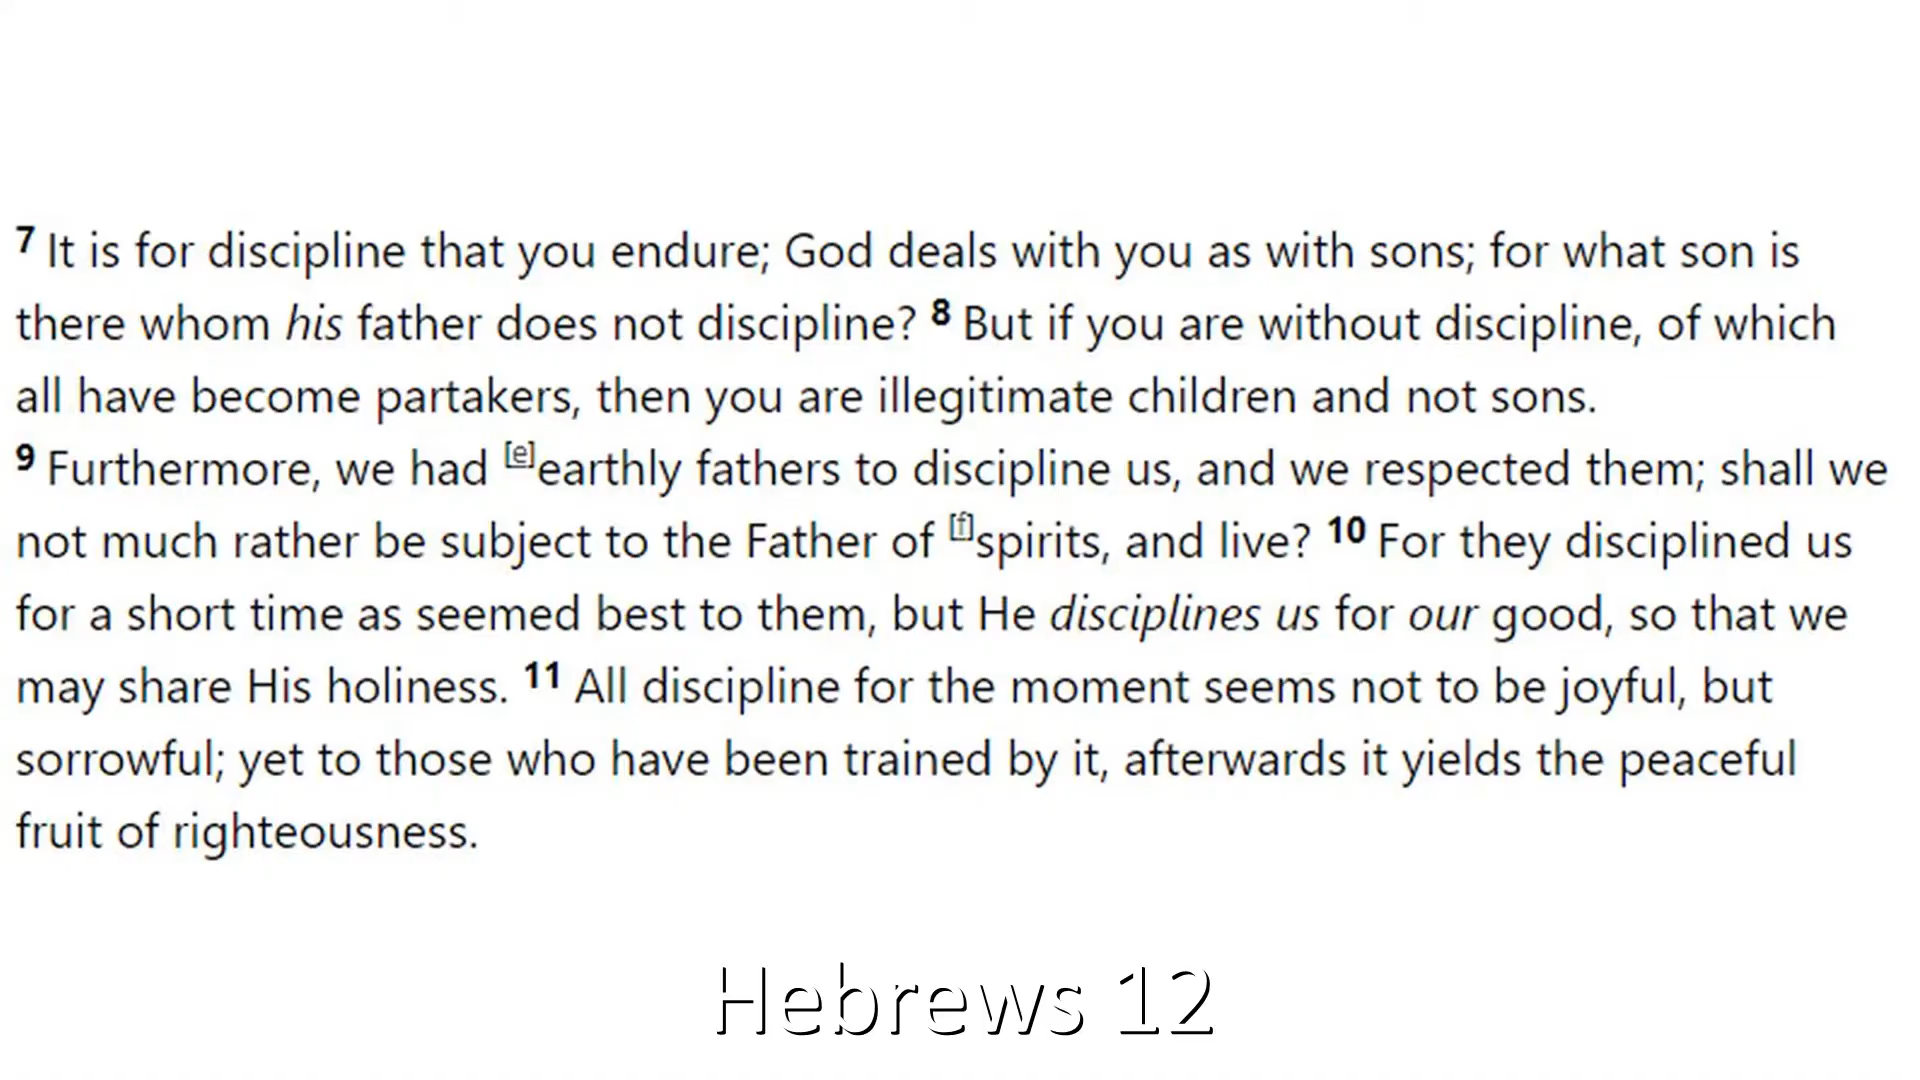 7 It is for discipline that you endure; God deals with you as with sons; for what son is
there whom his father does not discipline? 8 But if you are without discipline, of which
all have become partakers, then you are illegitimate children and not sons.
9 Furthermore, we had [e]earthly fathers to discipline us, and we respected them; shall we
not much rather be subject to the Father of [f]spirits, and live? 10 For they disciplined us
for a short time as seemed best to them, but He disciplines us for our good, so that we
may share His holiness. 11 All discipline for the moment seems not to be joyful, but
sorrowful; yet to those who have been trained by it, afterwards it yields the peaceful
fruit of righteousness.
Hebrews 12